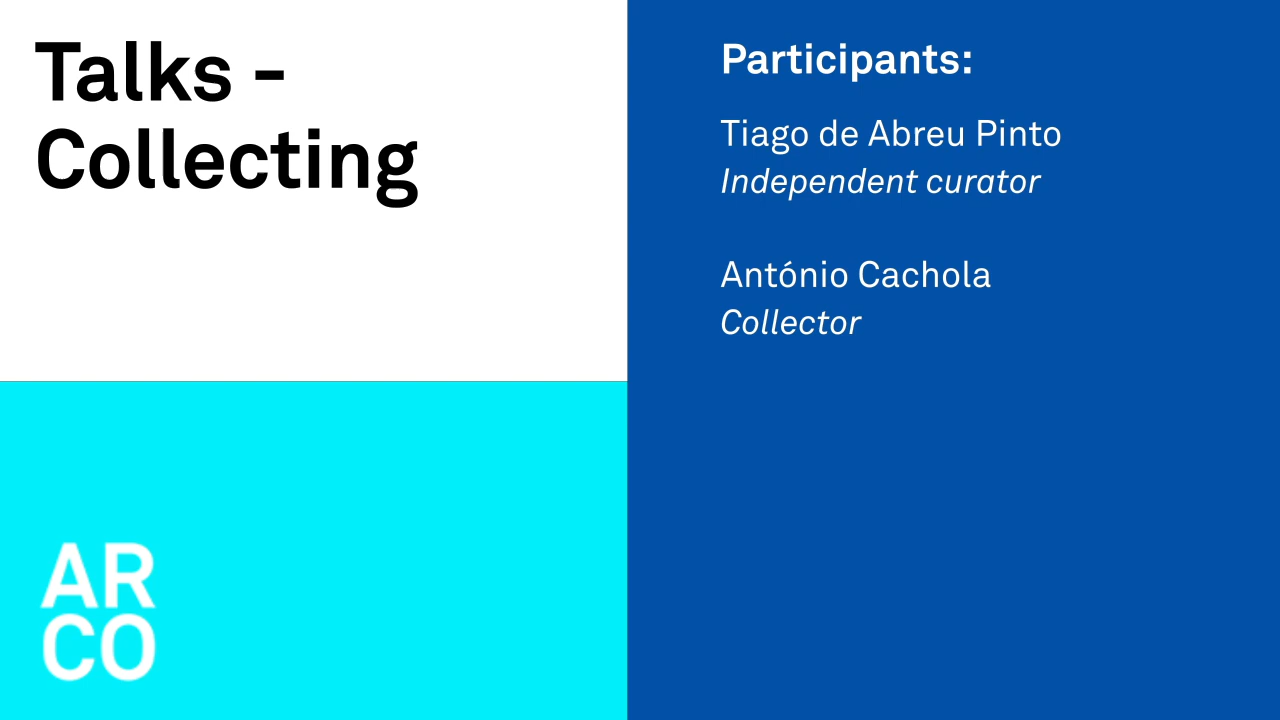 Talks -
Collecting
AR
CO
Participants:
Tiago de Abreu Pinto
Independent curator
António Cachola
Collector